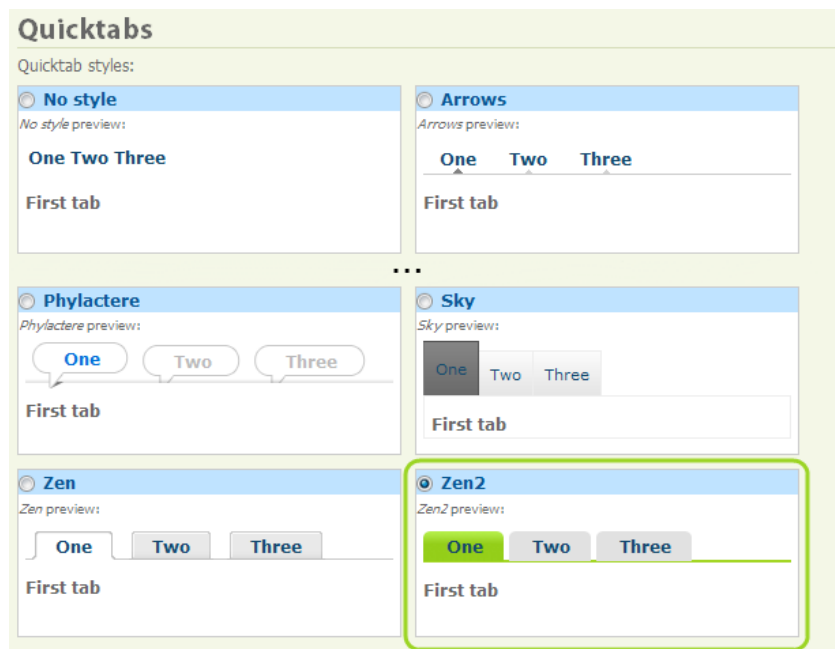 Quicktabs
Quicktab styles:
No style
No style preview:
One Two Three
First tab
Arrows
Arrows preview:
One Two Three
First tab
...
Phylactere
Phylactere preview:
One Two Three
First tab
Sky
Sky preview:
One Two Three
First tab
Zen
Zen preview:
One Two Three
First tab
Zen2
Zen2 preview:
One Two Three
First tab